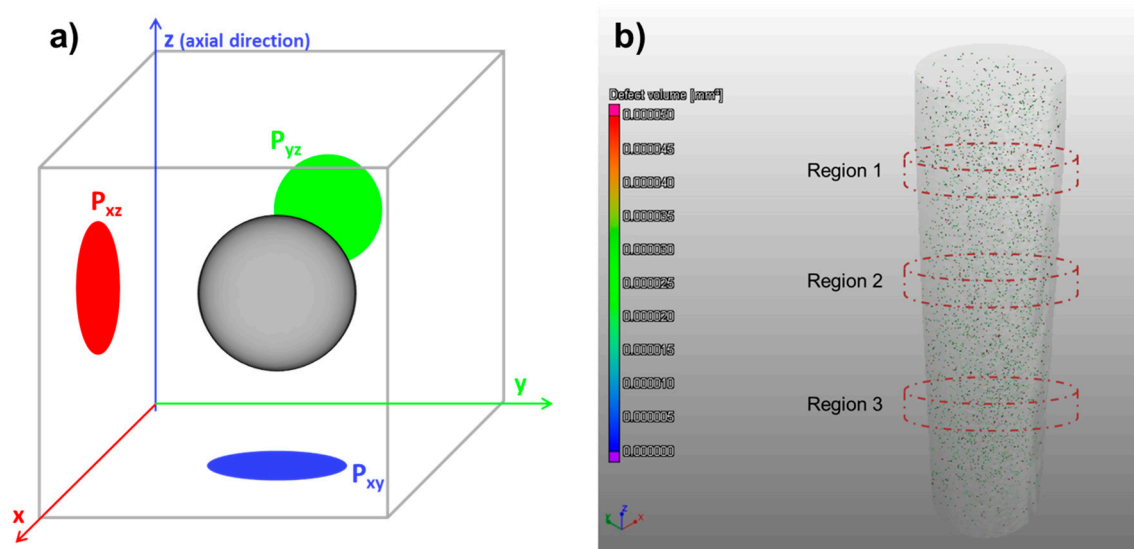 a)
z (axial direction)
Pyz
Pxz
y
Pxy
x
b)
Defect volume [mm³]
0.000050
0.000045
0.000040
0.000035
0.000030
0.000025
0.000020
0.000015
0.000010
0.000005
0.000000
Region 1
Region 2
Region 3
Y
Z
X